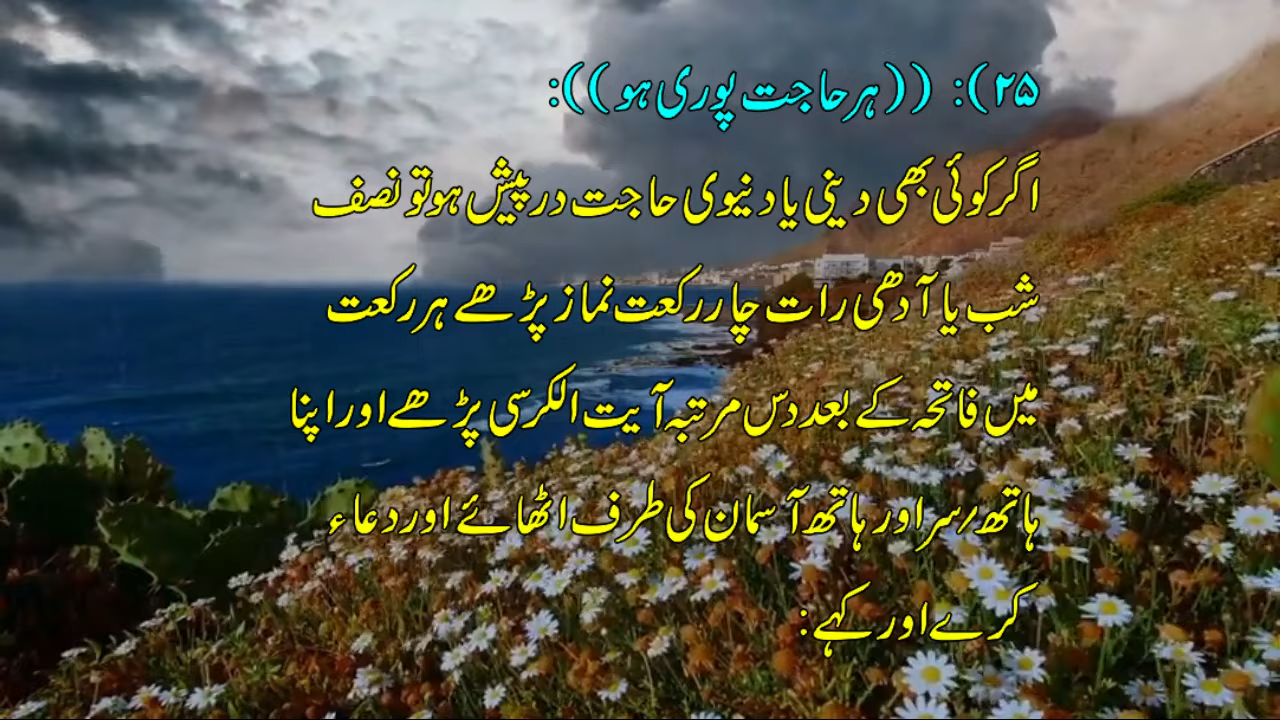 ۲۵): ((ہر حاجت پوری ہو)):
اگر کوئی بھی دینی یا دنیوی حاجت در پیش ہو تو نصف
شب یا آدھی رات چار رکعت نماز پڑھے ہر رکعت
میں فاتحہ کے بعد دس مرتبہ آیت الکرسی پڑھے اور اپنا
ہاتھ ⁄ سر اور ہاتھ آسمان کی طرف اٹھائے اور دعاء
کرے اور کہے: